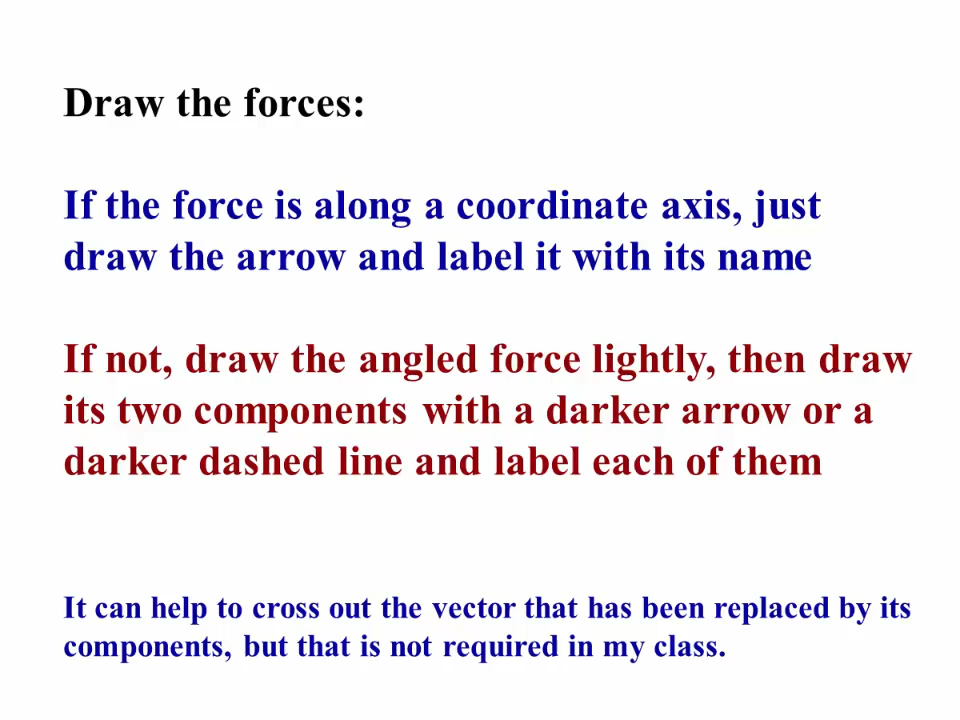 Draw the forces:
If the force is along a coordinate axis, just
draw the arrow and label it with its name
If not, draw the angled force lightly, then draw
its two components with a darker arrow or a
darker dashed line and label each of them
It can help to cross out the vector that has been replaced by its
components, but that is not required in my class.